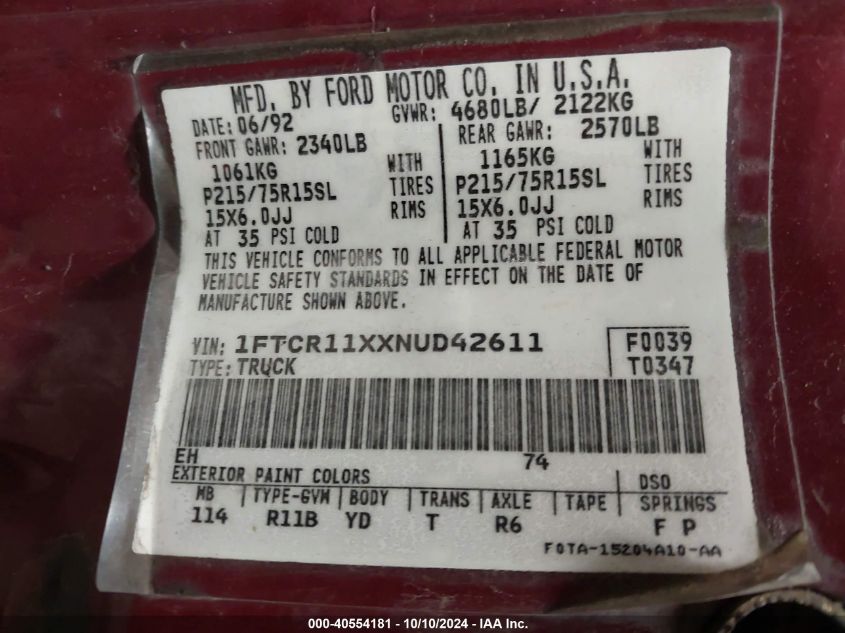 MFD. BY FORD MOTOR CO. IN U.S.A.
DATE: 06/92 GVWR: 4680LB/ 2122KG
FRONT GAWR: 2340LB REAR GAWR: 2570LB
1061KG WITH 1165KG WITH
P215/75R15SL TIRES P215/75R15SL TIRES
15X6.0JJ RIMS 15X6.0JJ RIMS
AT 35 PSI COLD AT 35 PSI COLD
THIS VEHICLE CONFORMS TO ALL APPLICABLE FEDERAL MOTOR
VEHICLE SAFETY STANDARDS IN EFFECT ON THE DATE OF
MANUFACTURE SHOWN ABOVE.
VIN: 1FTCR11XXNUD42611 F0039
TYPE: TRUCK T0347
EH 74
EXTERIOR PAINT COLORS DSO
WB TYPE-GVM BODY TRANS AXLE TAPE SPRINGS
114 R11B YD T R6 F P
F0TA-15204A10-AA
000-40554181 - 10/10/2024 - IAA Inc.